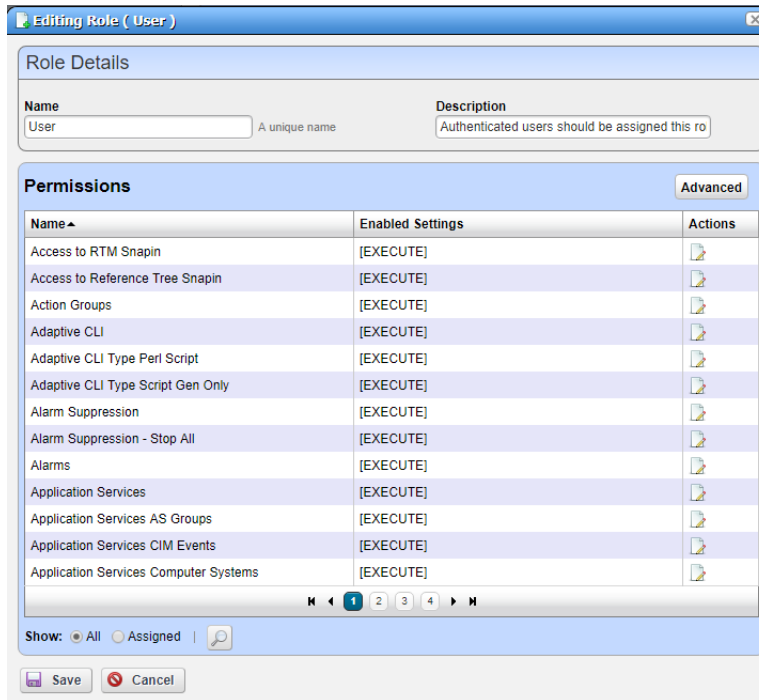 Editing Role ( User )
Role Details
Name
Description
User
A unique name
Authenticated users should be assigned this ro
Permissions
Advanced
Name Enabled Settings Actions
Access to RTM Snapin [EXECUTE]
Access to Reference Tree Snapin [EXECUTE]
Action Groups [EXECUTE]
Adaptive CLI [EXECUTE]
Adaptive CLI Type Perl Script [EXECUTE]
Adaptive CLI Type Script Gen Only [EXECUTE]
Alarm Suppression [EXECUTE]
Alarm Suppression - Stop All [EXECUTE]
Alarms [EXECUTE]
Application Services [EXECUTE]
Application Services AS Groups [EXECUTE]
Application Services CIM Events [EXECUTE]
Application Services Computer Systems [EXECUTE]
1 2 3 4
Show: All Assigned |
Save Cancel